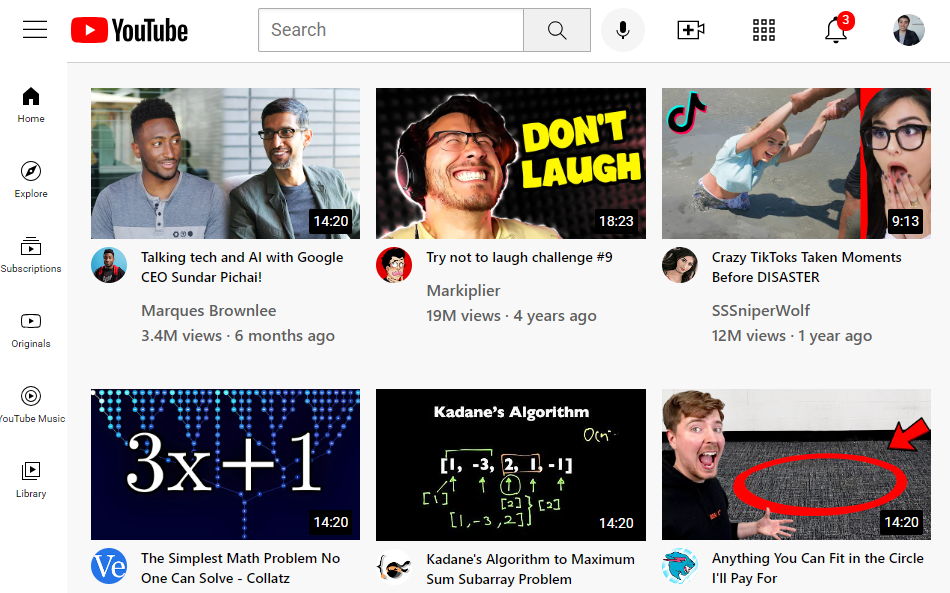 YouTube
Search
3
Home
Explore
Subscriptions
Originals
YouTube Music
Library
14:20
DON'T
LAUGH
18:23
9:13
Talking tech and AI with Google
CEO Sundar Pichai!
Marques Brownlee
3.4M views · 6 months ago
Try not to laugh challenge #9
Markiplier
19M views · 4 years ago
Crazy TikToks Taken Moments
Before DISASTER
SSSniperWolf
12M views · 1 year ago
3x+1
14:20
Kadane's Algorithm
[1, -3, 2, 1, -1]
[1]
[2]
[2]
[1,-3,2]
14:20
14:20
Ve
The Simplest Math Problem No
One Can Solve - Collatz
Kadane's Algorithm to Maximum
Sum Subarray Problem
Anything You Can Fit in the Circle
I'll Pay For